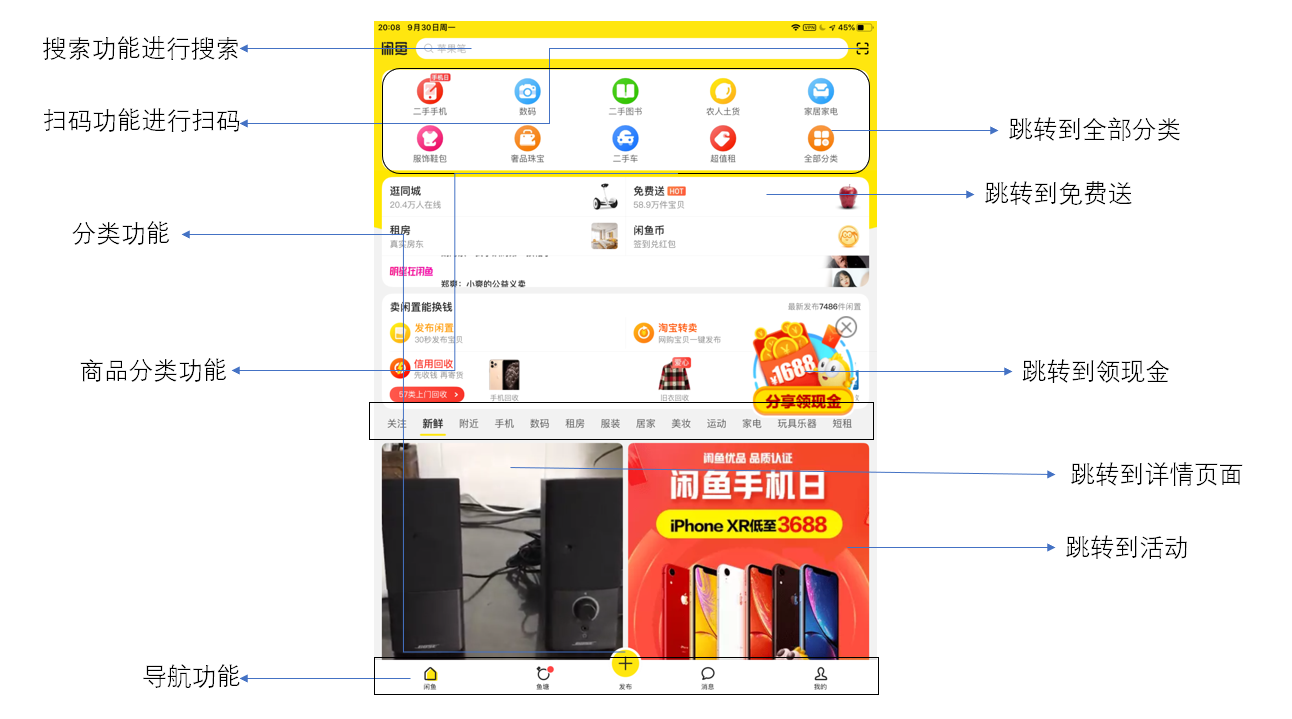 20:08 9月30日周一
VPN 45%
搜索功能进行搜索
闲鱼
苹果笔
扫码功能进行扫码
手机日
二手手机
数码
二手图书
农人土货
家居家电
服饰鞋包
奢品珠宝
二手车
超值租
全部分类
跳转到全部分类
逛同城
20.4万人在线
免费送 HOT
58.9万件宝贝
跳转到免费送
分类功能
租房
真实房东
闲鱼币
签到兑红包
明星在闲鱼
郑爽：小爽的公益义卖
卖闲置能换钱
最新发布7486件闲置
发布闲置
30秒发布宝贝
淘宝转卖
网购宝贝一键发布
商品分类功能
信用回收
先收钱 再寄货
57类上门回收
手机回收
爱心
旧衣回收
¥1688
分享领现金
跳转到领现金
关注 新鲜 附近 手机 数码 租房 服装 居家 美妆 运动 家电 玩具乐器 短租
闲鱼优品 品质认证
闲鱼手机日
iPhone XR低至3688
跳转到详情页面
跳转到活动
导航功能
闲鱼
鱼塘
发布
消息
我的